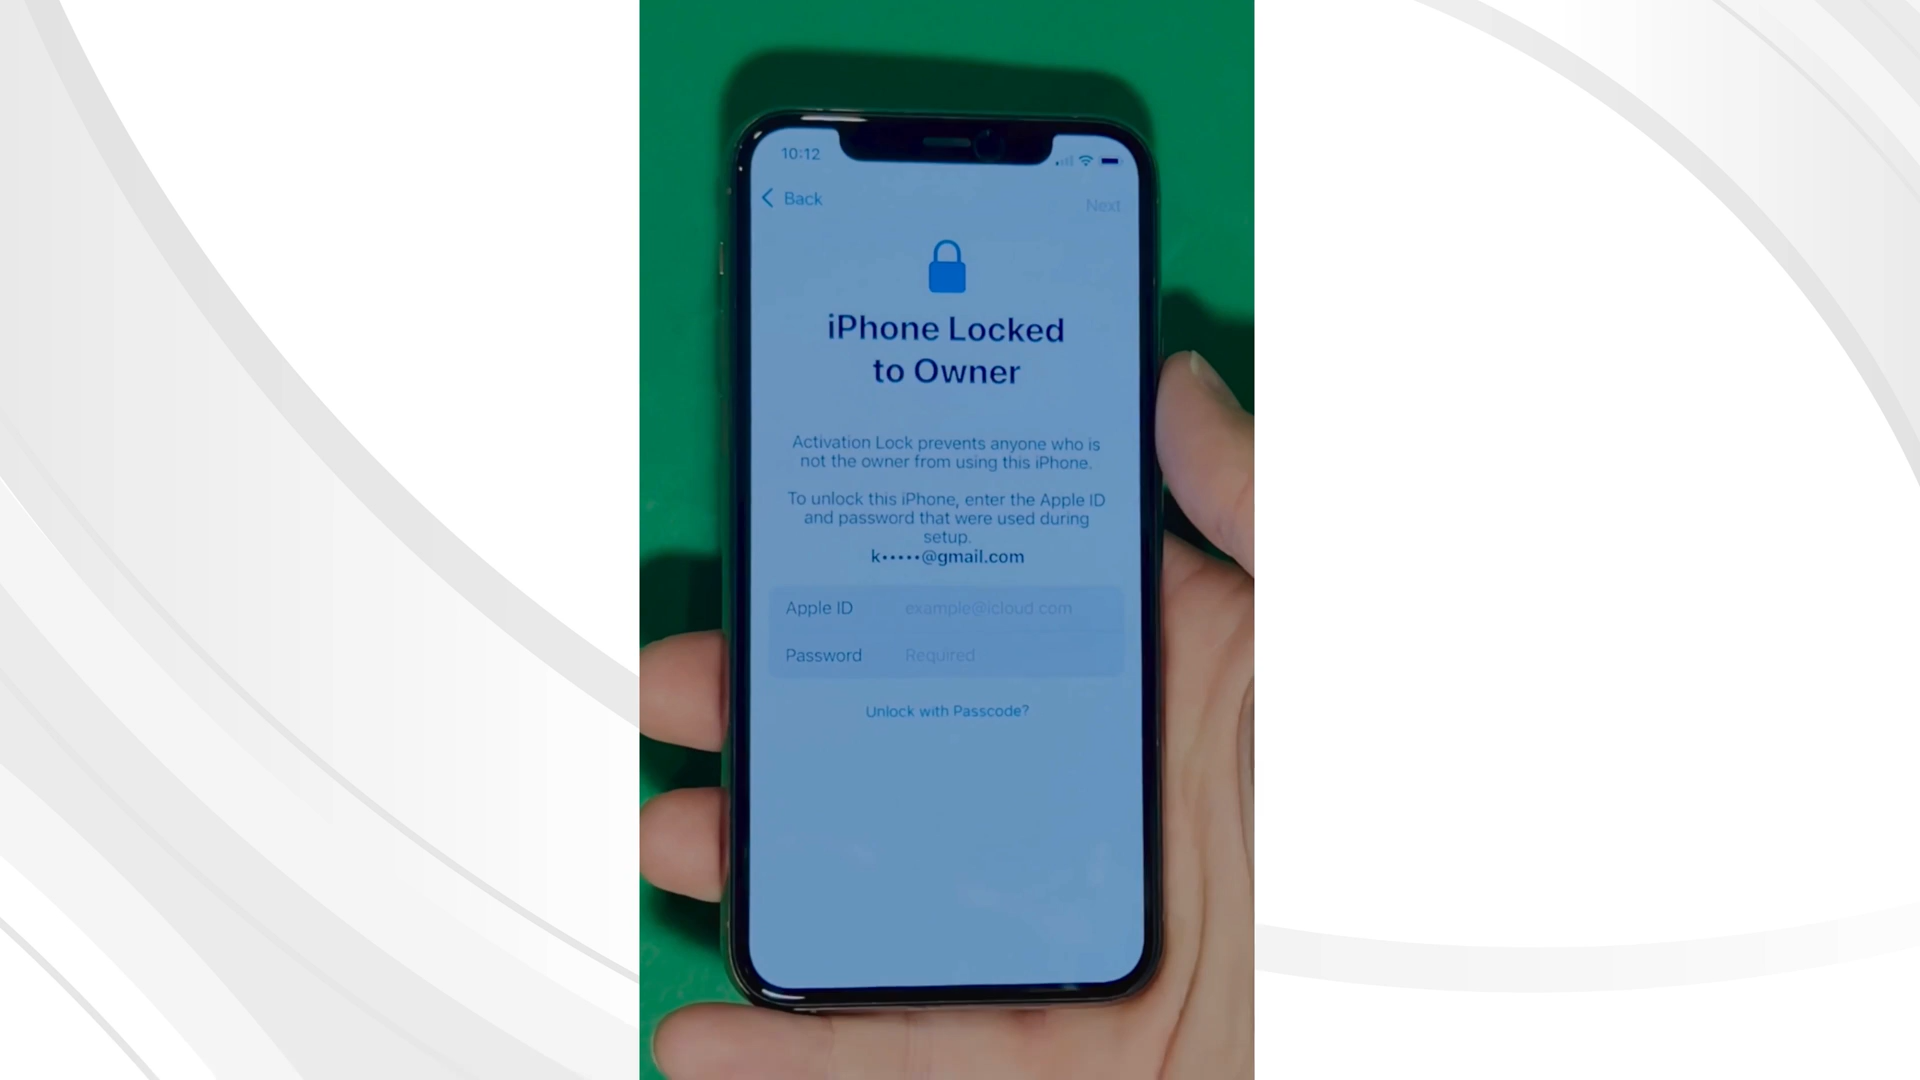 10:12
Back
Next
iPhone Locked
to Owner
Activation Lock prevents anyone who is
not the owner from using this iPhone.
To unlock this iPhone, enter the Apple ID
and password that were used during
setup.
k•••••@gmail.com
Apple ID example@icloud.com
Password Required
Unlock with Passcode?